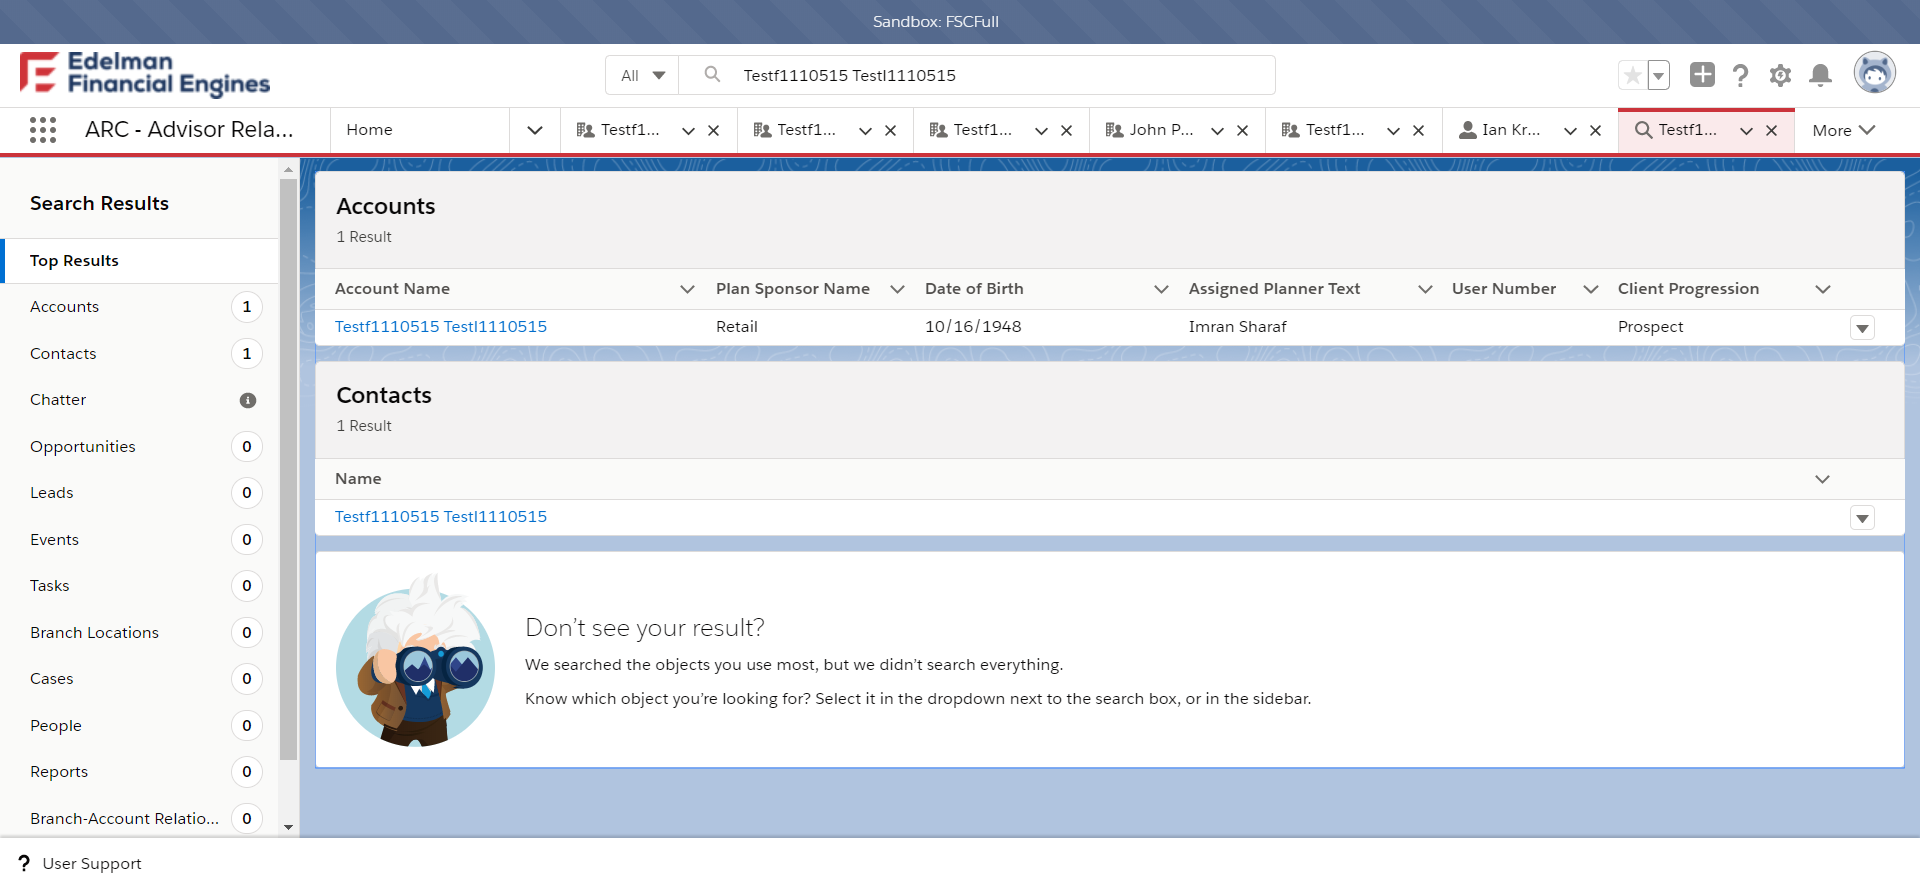 Sandbox: FSCFull
Edelman
Financial Engines
All
Testf1110515 Testl1110515
ARC - Advisor Rela...
Home
Testf1...
Testf1...
Testf1...
John P...
Testf1...
Ian Kr...
Testf1...
More
Search Results
Top Results
Accounts 1
Contacts 1
Chatter
Opportunities 0
Leads 0
Events 0
Tasks 0
Branch Locations 0
Cases 0
People 0
Reports 0
Branch-Account Relatio... 0
Accounts
1 Result
Account Name Plan Sponsor Name Date of Birth Assigned Planner Text User Number Client Progression
Testf1110515 Testl1110515 Retail 10/16/1948 Imran Sharaf Prospect
Contacts
1 Result
Name
Testf1110515 Testl1110515
Don’t see your result?
We searched the objects you use most, but we didn’t search everything.
Know which object you’re looking for? Select it in the dropdown next to the search box, or in the sidebar.
? User Support